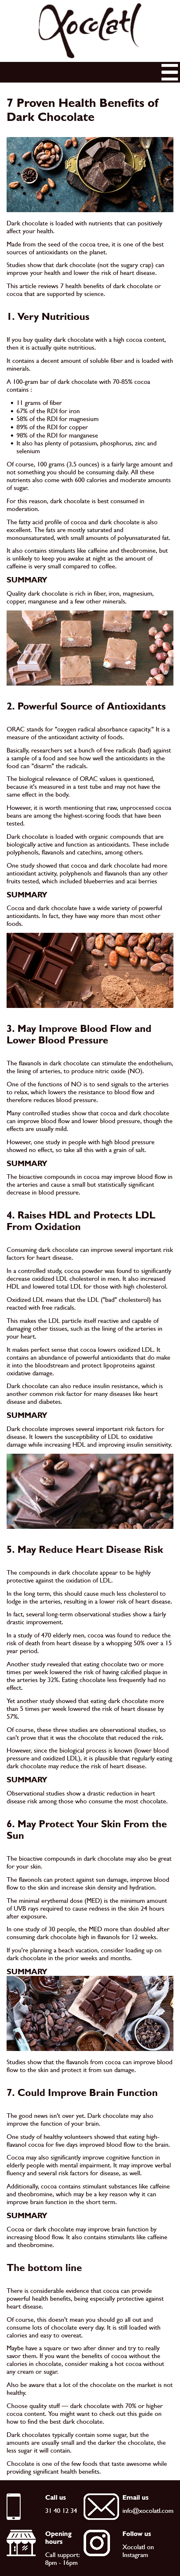 Xocolatl
7 Proven Health Benefits of
Dark Chocolate
Dark chocolate is loaded with nutrients that can positively
affect your health.
Made from the seed of the cocoa tree, it is one of the best
sources of antioxidants on the planet.
Studies show that dark chocolate (not the sugary crap) can
improve your health and lower the risk of heart disease.
This article reviews 7 health benefits of dark chocolate or
cocoa that are supported by science.
1. Very Nutritious
If you buy quality dark chocolate with a high cocoa content,
then it is actually quite nutritious.
It contains a decent amount of soluble fiber and is loaded with
minerals.
A 100-gram bar of dark chocolate with 70-85% cocoa
contains :
• 11 grams of fiber
• 67% of the RDI for iron
• 58% of the RDI for magnesium
• 89% of the RDI for copper
• 98% of the RDI for manganese
• It also has plenty of potassium, phosphorus, zinc and
selenium
Of course, 100 grams (3.5 ounces) is a fairly large amount and
not something you should be consuming daily. All these
nutrients also come with 600 calories and moderate amounts
of sugar.
For this reason, dark chocolate is best consumed in
moderation.
The fatty acid profile of cocoa and dark chocolate is also
excellent. The fats are mostly saturated and
monounsaturated, with small amounts of polyunsaturated fat.
It also contains stimulants like caffeine and theobromine, but
is unlikely to keep you awake at night as the amount of
caffeine is very small compared to coffee.
SUMMARY
Quality dark chocolate is rich in fiber, iron, magnesium,
copper, manganese and a few other minerals.
2. Powerful Source of Antioxidants
ORAC stands for "oxygen radical absorbance capacity." It is a
measure of the antioxidant activity of foods.
Basically, researchers set a bunch of free radicals (bad) against
a sample of a food and see how well the antioxidants in the
food can "disarm" the radicals.
The biological relevance of ORAC values is questioned,
because it's measured in a test tube and may not have the
same effect in the body.
However, it is worth mentioning that raw, unprocessed cocoa
beans are among the highest-scoring foods that have been
tested.
Dark chocolate is loaded with organic compounds that are
biologically active and function as antioxidants. These include
polyphenols, flavanols and catechins, among others.
One study showed that cocoa and dark chocolate had more
antioxidant activity, polyphenols and flavanols than any other
fruits tested, which included blueberries and acai berries
SUMMARY
Cocoa and dark chocolate have a wide variety of powerful
antioxidants. In fact, they have way more than most other
foods.
3. May Improve Blood Flow and
Lower Blood Pressure
The flavanols in dark chocolate can stimulate the endothelium,
the lining of arteries, to produce nitric oxide (NO).
One of the functions of NO is to send signals to the arteries
to relax, which lowers the resistance to blood flow and
therefore reduces blood pressure.
Many controlled studies show that cocoa and dark chocolate
can improve blood flow and lower blood pressure, though the
effects are usually mild.
However, one study in people with high blood pressure
showed no effect, so take all this with a grain of salt.
SUMMARY
The bioactive compounds in cocoa may improve blood flow in
the arteries and cause a small but statistically significant
decrease in blood pressure.
4. Raises HDL and Protects LDL
From Oxidation
Consuming dark chocolate can improve several important risk
factors for heart disease.
In a controlled study, cocoa powder was found to significantly
decrease oxidized LDL cholesterol in men. It also increased
HDL and lowered total LDL for those with high cholesterol.
Oxidized LDL means that the LDL ("bad" cholesterol) has
reacted with free radicals.
This makes the LDL particle itself reactive and capable of
damaging other tissues, such as the lining of the arteries in
your heart.
It makes perfect sense that cocoa lowers oxidized LDL. It
contains an abundance of powerful antioxidants that do make
it into the bloodstream and protect lipoproteins against
oxidative damage.
Dark chocolate can also reduce insulin resistance, which is
another common risk factor for many diseases like heart
disease and diabetes.
SUMMARY
Dark chocolate improves several important risk factors for
disease. It lowers the susceptibility of LDL to oxidative
damage while increasing HDL and improving insulin sensitivity.
5. May Reduce Heart Disease Risk
The compounds in dark chocolate appear to be highly
protective against the oxidation of LDL.
In the long term, this should cause much less cholesterol to
lodge in the arteries, resulting in a lower risk of heart disease.
In fact, several long-term observational studies show a fairly
drastic improvement.
In a study of 470 elderly men, cocoa was found to reduce the
risk of death from heart disease by a whopping 50% over a 15
year period.
Another study revealed that eating chocolate two or more
times per week lowered the risk of having calcified plaque in
the arteries by 32%. Eating chocolate less frequently had no
effect.
Yet another study showed that eating dark chocolate more
than 5 times per week lowered the risk of heart disease by
57%.
Of course, these three studies are observational studies, so
can't prove that it was the chocolate that reduced the risk.
However, since the biological process is known (lower blood
pressure and oxidized LDL), it is plausible that regularly eating
dark chocolate may reduce the risk of heart disease.
SUMMARY
Observational studies show a drastic reduction in heart
disease risk among those who consume the most chocolate.
6. May Protect Your Skin From the
Sun
The bioactive compounds in dark chocolate may also be great
for your skin.
The flavonols can protect against sun damage, improve blood
flow to the skin and increase skin density and hydration.
The minimal erythemal dose (MED) is the minimum amount
of UVB rays required to cause redness in the skin 24 hours
after exposure.
In one study of 30 people, the MED more than doubled after
consuming dark chocolate high in flavanols for 12 weeks.
If you're planning a beach vacation, consider loading up on
dark chocolate in the prior weeks and months.
SUMMARY
Studies show that the flavanols from cocoa can improve blood
flow to the skin and protect it from sun damage.
7. Could Improve Brain Function
The good news isn't over yet. Dark chocolate may also
improve the function of your brain.
One study of healthy volunteers showed that eating high-
flavanol cocoa for five days improved blood flow to the brain.
Cocoa may also significantly improve cognitive function in
elderly people with mental impairment. It may improve verbal
fluency and several risk factors for disease, as well.
Additionally, cocoa contains stimulant substances like caffeine
and theobromine, which may be a key reason why it can
improve brain function in the short term.
SUMMARY
Cocoa or dark chocolate may improve brain function by
increasing blood flow. It also contains stimulants like caffeine
and theobromine.
The bottom line
There is considerable evidence that cocoa can provide
powerful health benefits, being especially protective against
heart disease.
Of course, this doesn't mean you should go all out and
consume lots of chocolate every day. It is still loaded with
calories and easy to overeat.
Maybe have a square or two after dinner and try to really
savor them. If you want the benefits of cocoa without the
calories in chocolate, consider making a hot cocoa without
any cream or sugar.
Also be aware that a lot of the chocolate on the market is not
healthy.
Choose quality stuff — dark chocolate with 70% or higher
cocoa content. You might want to check out this guide on
how to find the best dark chocolate.
Dark chocolates typically contain some sugar, but the
amounts are usually small and the darker the chocolate, the
less sugar it will contain.
Chocolate is one of the few foods that taste awesome while
providing significant health benefits.
Call us
31 40 12 34
Email us
info@xocolatl.com
Opening
hours
Call support:
8pm - 16pm
Follow us
Xocolatl on
Instagram